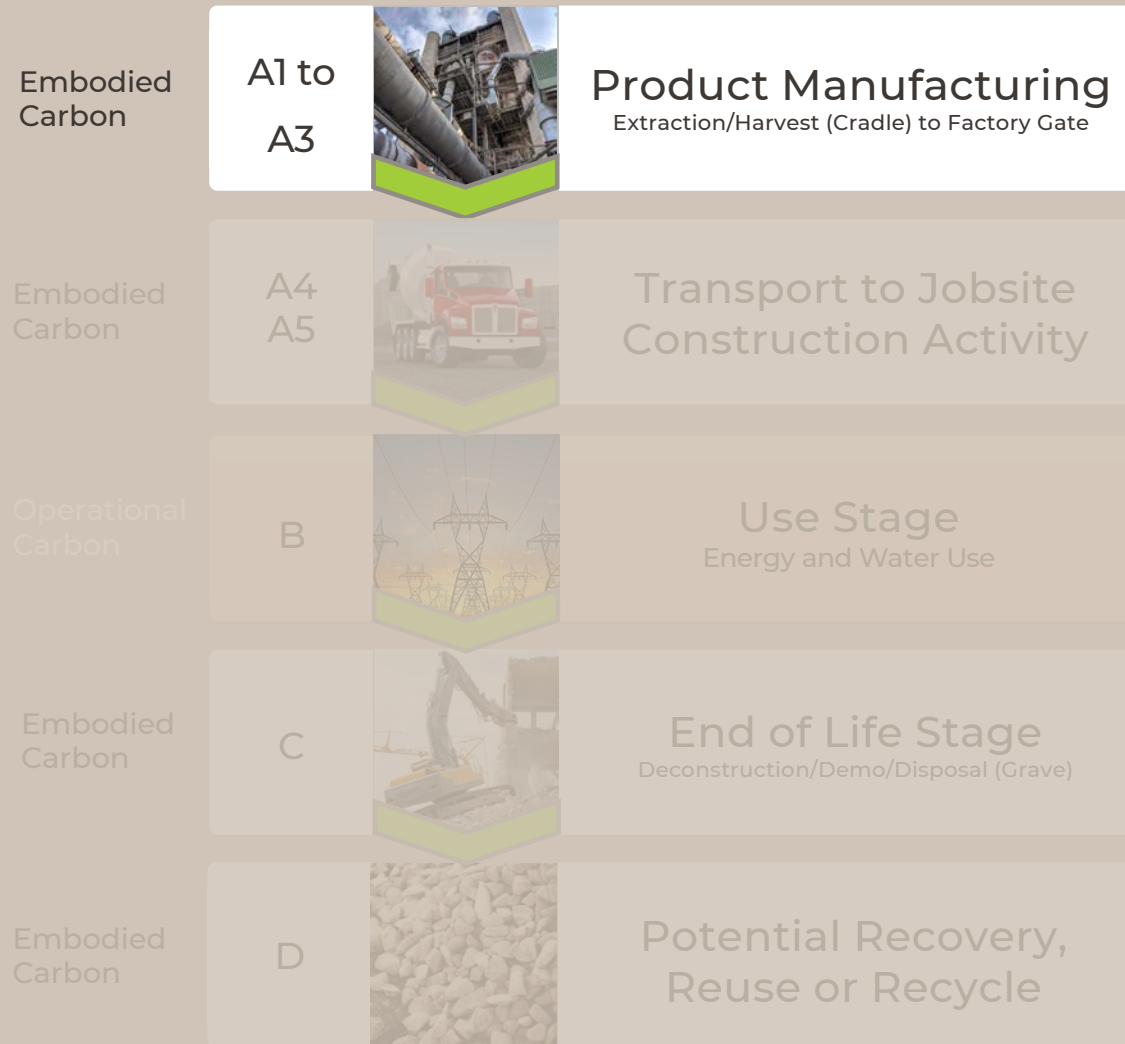 Embodied
Carbon
A1 to
A3
Product Manufacturing
Extraction/Harvest (Cradle) to Factory Gate
Embodied
Carbon
A4
A5
Transport to Jobsite
Construction Activity
Operational
Carbon
B
Use Stage
Energy and Water Use
Embodied
Carbon
C
End of Life Stage
Deconstruction/Demo/Disposal (Grave)
Embodied
Carbon
D
Potential Recovery,
Reuse or Recycle